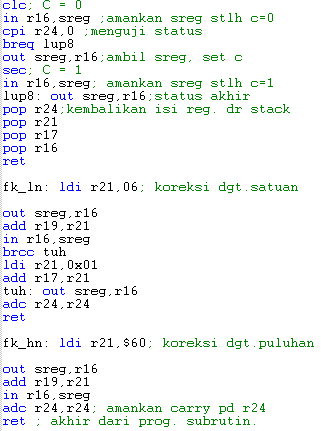 clc; C = 0
in r16,sreg ;amankan sreg stlh c=0
cpi r24,0 ;menguji status
breq lup8
out sreg,r16;ambil sreg, set c
sec; C = 1
in r16,sreg; amankan sreg stlh c=1
lup8: out sreg,r16;status akhir
pop r24;kembalikan isi reg. dr stack
pop r21
pop r17
pop r16
ret
fk_ln: ldi r21,06; koreksi dgt.satuan
out sreg,r16
add r19,r21
in r16,sreg
brcc tuh
ldi r21,0x01
add r17,r21
tuh: out sreg,r16
adc r24,r24
ret
fk_hn: ldi r21,$60; koreksi dgt.puluhan
out sreg,r16
add r19,r21
in r16,sreg
adc r24,r24; amankan carry pd r24
ret ; akhir dari prog. subrutin.